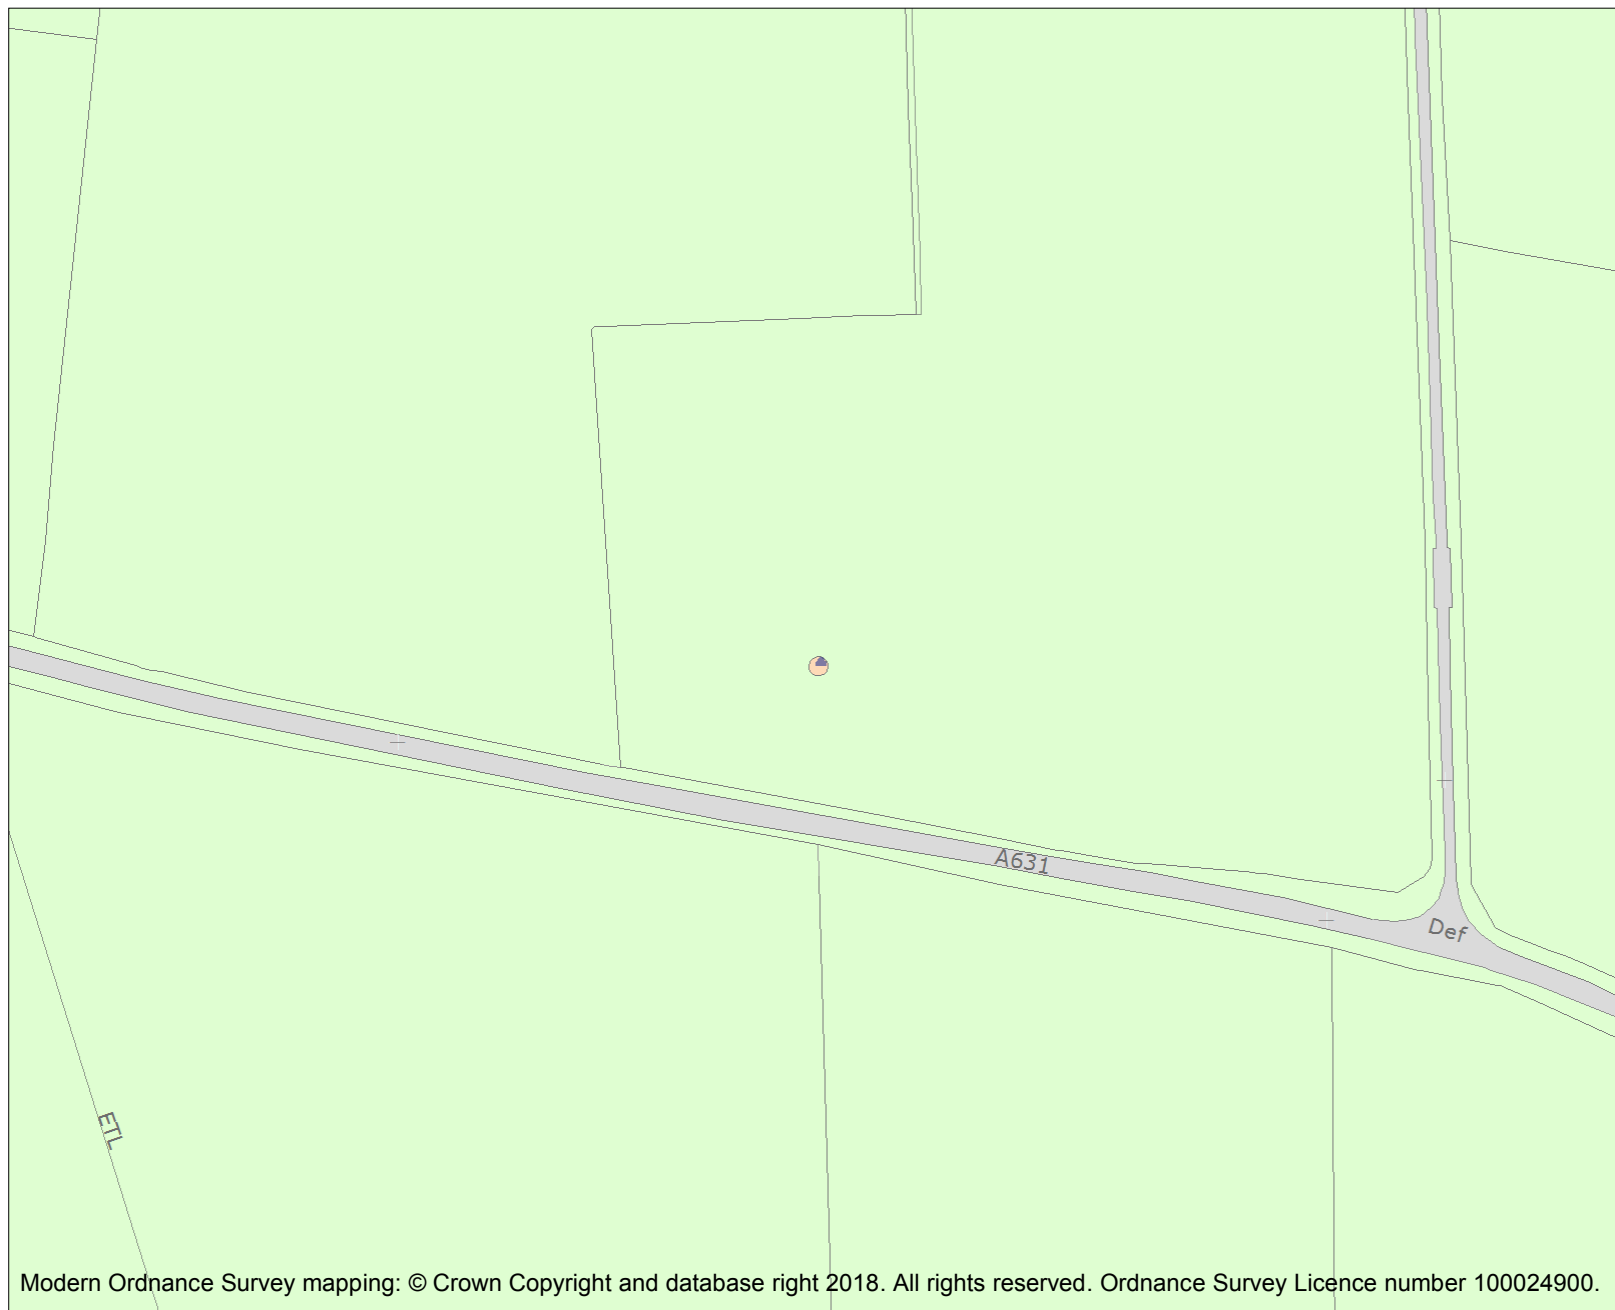 A631
Def
ETL
Modern Ordnance Survey mapping: © Crown Copyright and database right 2018. All rights reserved. Ordnance Survey Licence number 100024900.